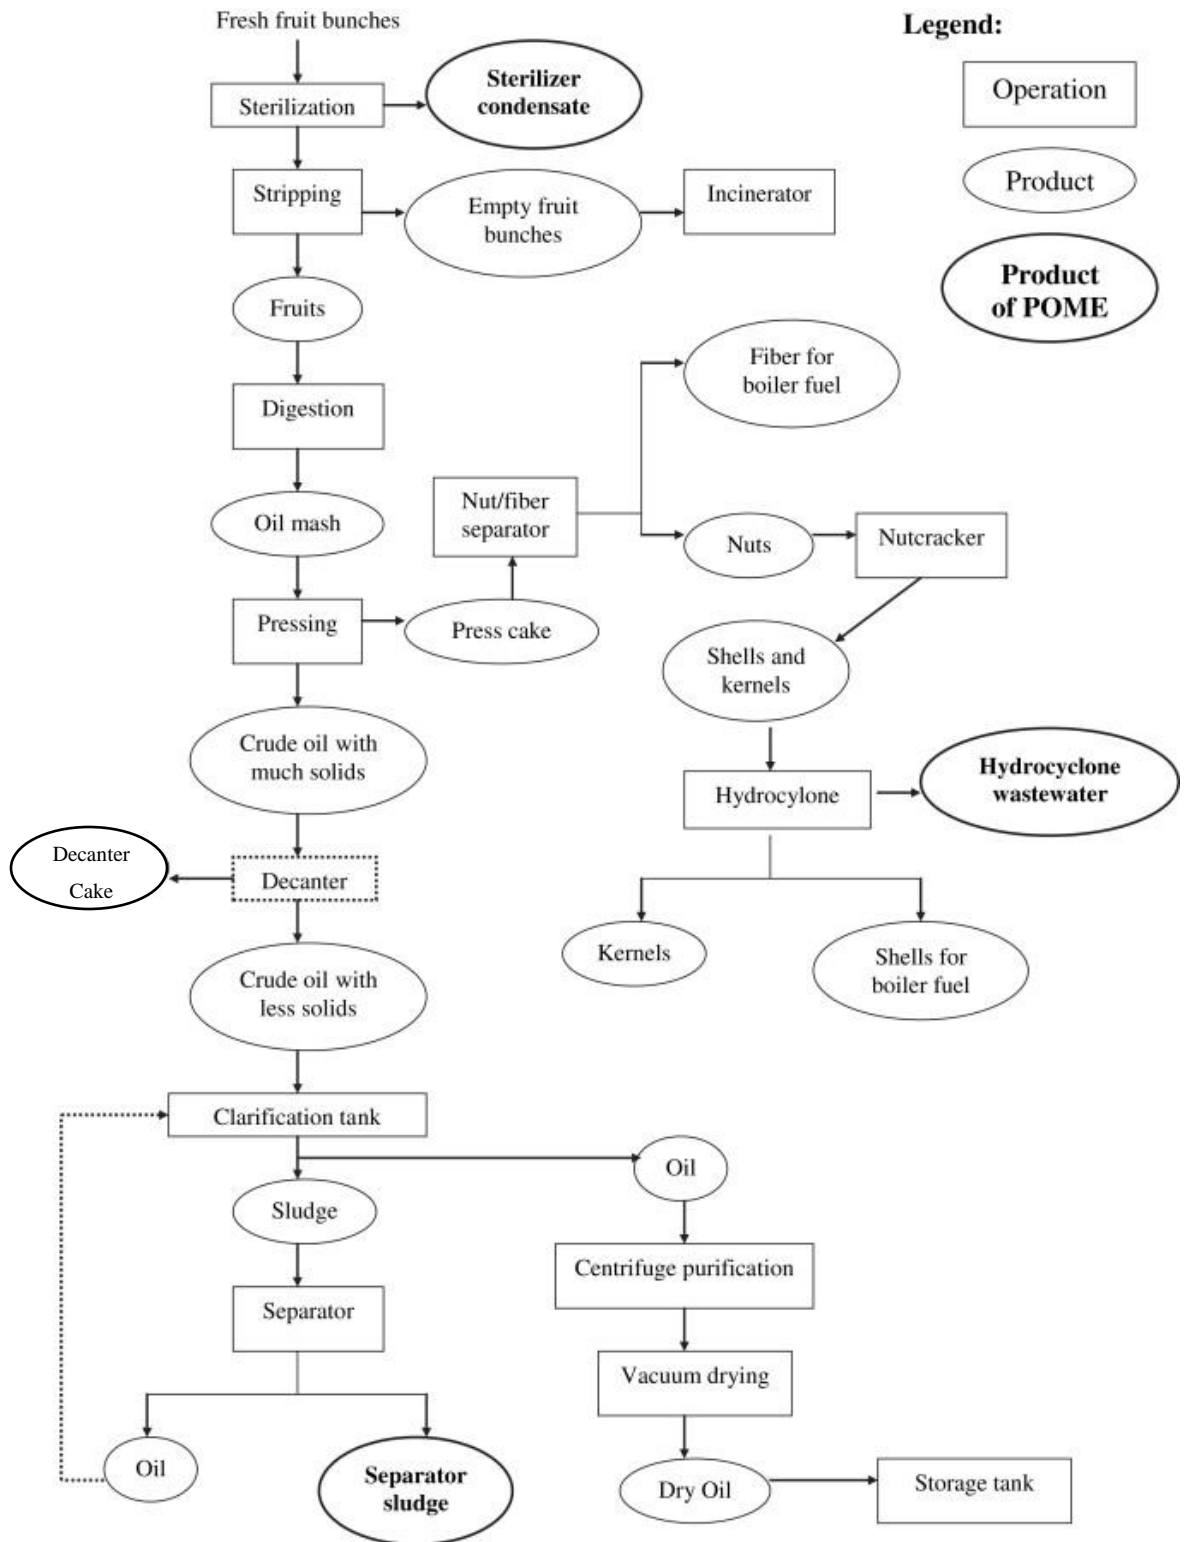 Fresh fruit bunches
Legend:
Sterilization
Sterilizer
condensate
Operation
Stripping
Empty fruit
bunches
Incinerator
Product
Fruits
Product
of POME
Fiber for
boiler fuel
Digestion
Oil mash
Nut/fiber
separator
Nuts
Nutcracker
Pressing
Press cake
Shells and
kernels
Crude oil with
much solids
Hydrocylone
Hydrocyclone
wastewater
Decanter
Cake
Decanter
Kernels
Shells for
boiler fuel
Crude oil with
less solids
Clarification tank
Oil
Sludge
Centrifuge purification
Separator
Vacuum drying
Oil
Separator
sludge
Dry Oil
Storage tank